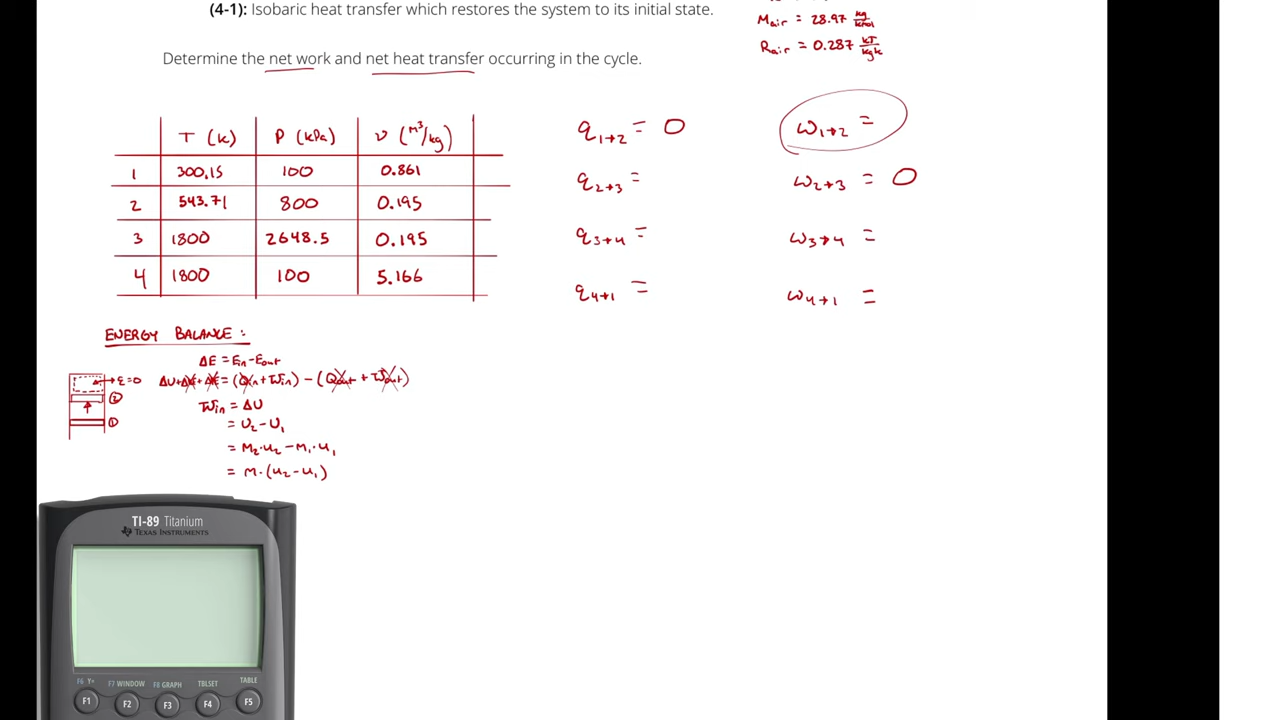 (4-1): Isobaric heat transfer which restores the system to its initial state.
Determine the net work and net heat transfer occurring in the cycle.
Mair = 28.97 kg/kmol
Rair = 0.287 kJ/kgK
T (K) P (kPa) v (m³/kg)
1 300.15 100 0.861
2 543.71 800 0.195
3 1800 2648.5 0.195
4 1800 100 5.166
q1→2 = 0
q2→3 =
q3→4 =
q4→1 =
w1→2 =
w2→3 = 0
w3→4 =
w4→1 =
ENERGY BALANCE:
ΔE = Ein - Eout
= (Qin + Win) - (Qout + Wout)
Win = ΔU
= U2 - U1
= m2·u2 - m1·u1
= m·(u2 - u1)
②
①
TI-89 Titanium
TEXAS INSTRUMENTS
F6 Y= F7 WINDOW F8 GRAPH TBLSET TABLE
F1 F2 F3 F4 F5